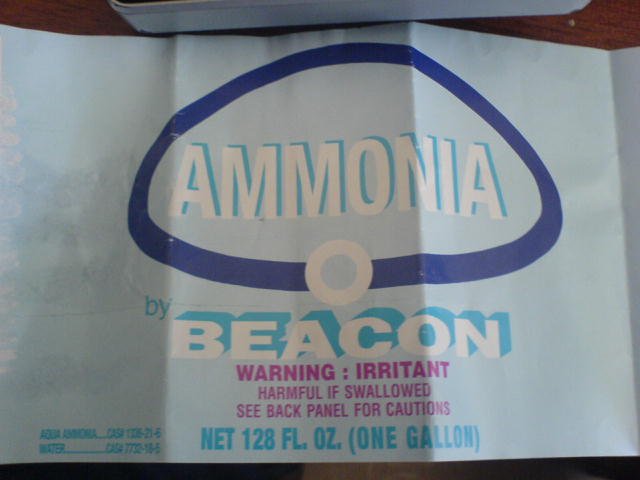 AMMONIA
by
BEACON
WARNING : IRRITANT
HARMFUL IF SWALLOWED
SEE BACK PANEL FOR CAUTIONS
AQUA AMMONIA....CAS# 1336-21-6
WATER..................CAS# 7732-18-5
NET 128 FL. OZ. (ONE GALLON)